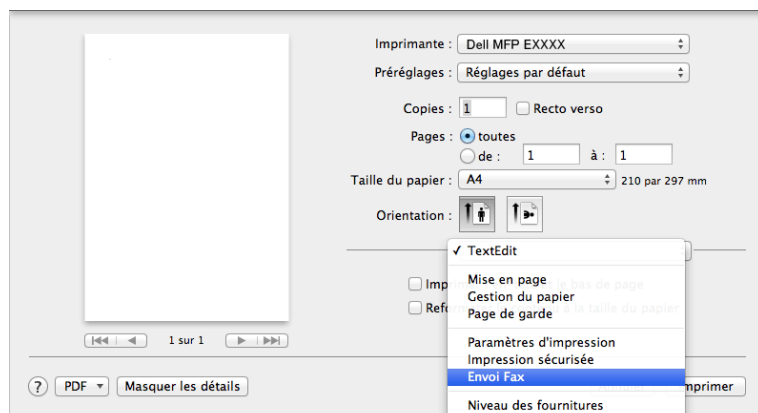 Imprimante : Dell MFP EXXXX
Préréglages : Réglages par défaut
Copies : 1 Recto verso
Pages : toutes
de : 1 à : 1
Taille du papier : A4 210 par 297 mm
Orientation :
✓ TextEdit
Mise en page
Gestion du papier
Page de garde
Paramètres d'impression
Impression sécurisée
Envoi Fax
Niveau des fournitures
1 sur 1
? PDF Masquer les détails